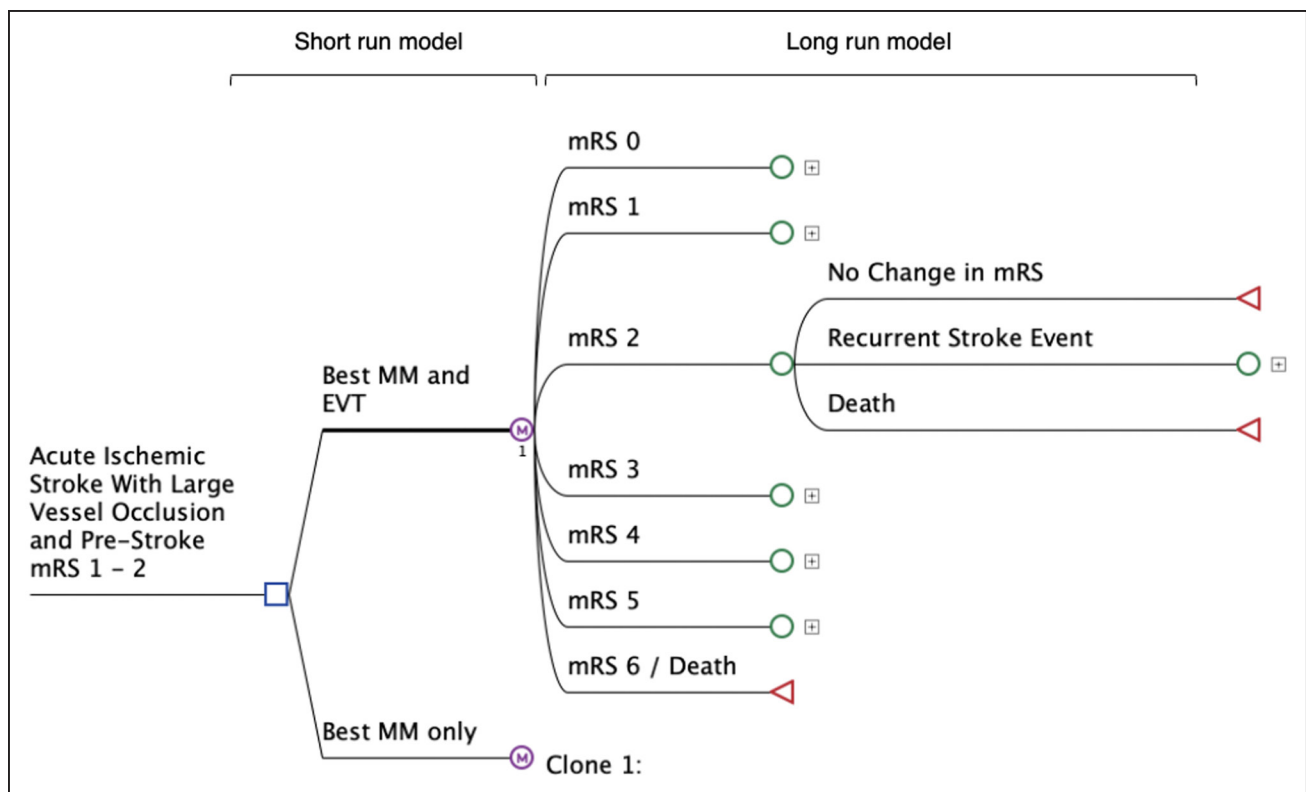 Short run model
Long run model
mRS 0
mRS 1
No Change in mRS
mRS 2
Recurrent Stroke Event
Best MM and
EVT
Death
M
1
Acute Ischemic
Stroke With Large
Vessel Occlusion
and Pre-Stroke
mRS 1 – 2
mRS 3
mRS 4
mRS 5
mRS 6 / Death
Best MM only
M
Clone 1: